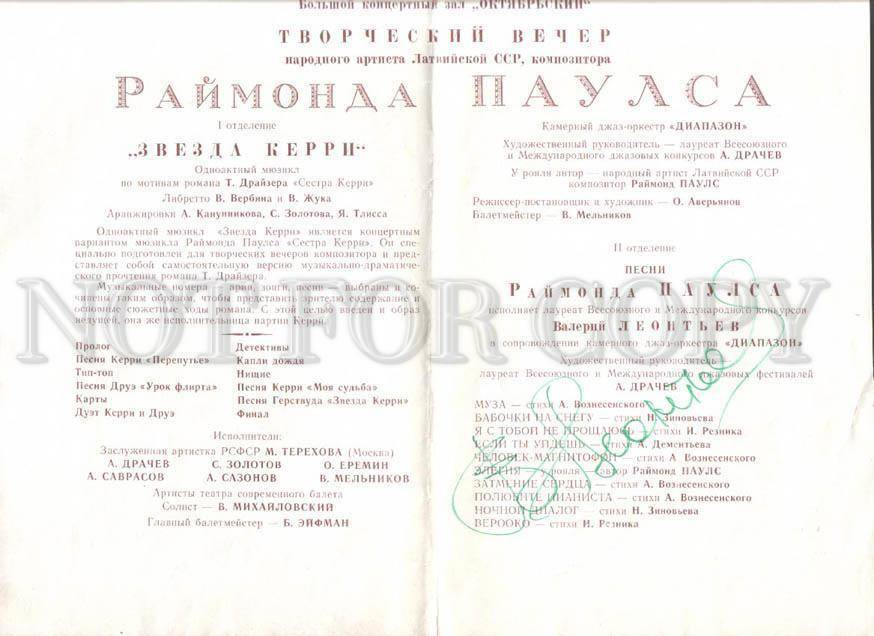 Большой концертный зал „ОКТЯБРЬСКИЙ“
ТВОРЧЕСКИЙ ВЕЧЕР
народного артиста Латвийской ССР, композитора
РАЙМОНДА ПАУЛСА
I отделение
„ЗВЕЗДА КЕРРИ“
Одноактный мюзикл
по мотивам романа Т. Драйзера «Сестра Керри»
Либретто В. Вербина и В. Жука
Аранжировки А. Канунникова, С. Золотова, Я. Тлисса
Одноактный мюзикл «Звезда Керри» является концертным
вариантом мюзикла Раймонда Паулса «Сестра Керри». Он спе-
циально подготовлен для творческих вечеров композитора и пред-
ставляет собой самостоятельную версию музыкально-драматиче-
ского прочтения романа Т. Драйзера.
Музыкальные номера — арии, зонги, песни — выбраны и со-
чинены таким образом, чтобы представить зрителю содержание и
основные сюжетные ходы романа. С этой целью введен и образ
ведущей, она же исполнительница партии Керри.
Пролог
Песня Керри «Перепутье»
Тип-топ
Песня Друэ «Урок флирта»
Карты
Дуэт Керри и Друэ
Детективы
Капли дождя
Нищие
Песня Керри «Моя судьба»
Песня Герствуда «Звезда Керри»
Финал
Исполнители:
Заслуженная артистка РСФСР М. ТЕРЕХОВА (Москва)
А. ДРАЧЕВ С. ЗОЛОТОВ О. ЕРЕМИН
А. САВРАСОВ А. САЗОНОВ В. МЕЛЬНИКОВ
Артисты театра современного балета
Солист — В. МИХАЙЛОВСКИЙ
Главный балетмейстер — Б. ЭЙФМАН
Камерный джаз-оркестр «ДИАПАЗОН»
Художественный руководитель — лауреат Всесоюзного
и Международного джазовых конкурсов А. ДРАЧЕВ
У рояля автор — народный артист Латвийской ССР
композитор Раймонд ПАУЛС
Режиссер-постановщик и художник — О. Аверьянов
Балетмейстер — В. Мельников
II отделение
ПЕСНИ
РАЙМОНДА ПАУЛСА
исполняет лауреат Всесоюзного и Международного конкурсов
Валерий ЛЕОНТЬЕВ
в сопровождении камерного джаз-оркестра «ДИАПАЗОН»
Художественный руководитель —
лауреат Всесоюзного и Международного джазовых фестивалей
А. ДРАЧЕВ
МУЗА — стихи А. Вознесенского
БАБОЧКИ НА СНЕГУ — стихи Н. Зиновьева
Я С ТОБОЙ НЕ ПРОЩАЮСЬ — стихи И. Резника
ЕСЛИ ТЫ УЙДЕШЬ — стихи А. Дементьева
ЧЕЛОВЕК-МАГНИТОФОН — стихи А. Вознесенского
ЭЛЕГИЯ — у рояля — автор Раймонд ПАУЛС
ЗАТМЕНИЕ СЕРДЦА — стихи А. Вознесенского
ПОЛЮБИТЕ ПИАНИСТА — стихи А. Вознесенского
НОЧНОЙ ДИАЛОГ — стихи Н. Зиновьева
ВЕРООКО — стихи И. Резника
NOT FOR COPY